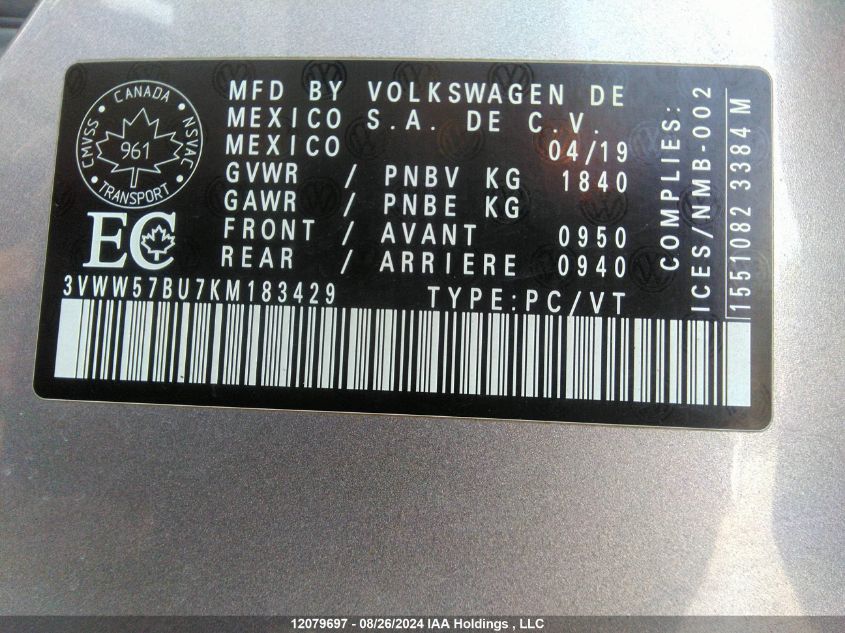 CANADA
CMVSS
NSVAC
961
TRANSPORT
EC
MFD BY VOLKSWAGEN DE
MEXICO S.A. DE C.V.
MEXICO 04/19
GVWR / PNBV KG 1840
GAWR / PNBE KG
FRONT / AVANT 0950
REAR / ARRIERE 0940
3VWW57BU7KM183429 TYPE:PC/VT
COMPLIES:
ICES/NMB-002
1551082 3384 M
12079697 - 08/26/2024 IAA Holdings , LLC